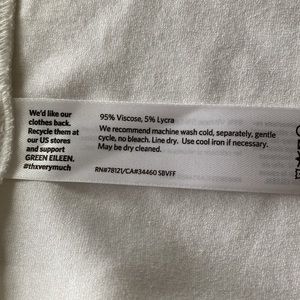 We'd like our
clothes back.
Recycle them at
our US stores
and support
GREEN EILEEN.
#thxverymuch
95% Viscose, 5% Lycra
We recommend machine wash cold, separately, gentle
cycle, no bleach. Line dry. Use cool iron if necessary.
May be dry cleaned.
RN#78121/CA#34460 SBVFF